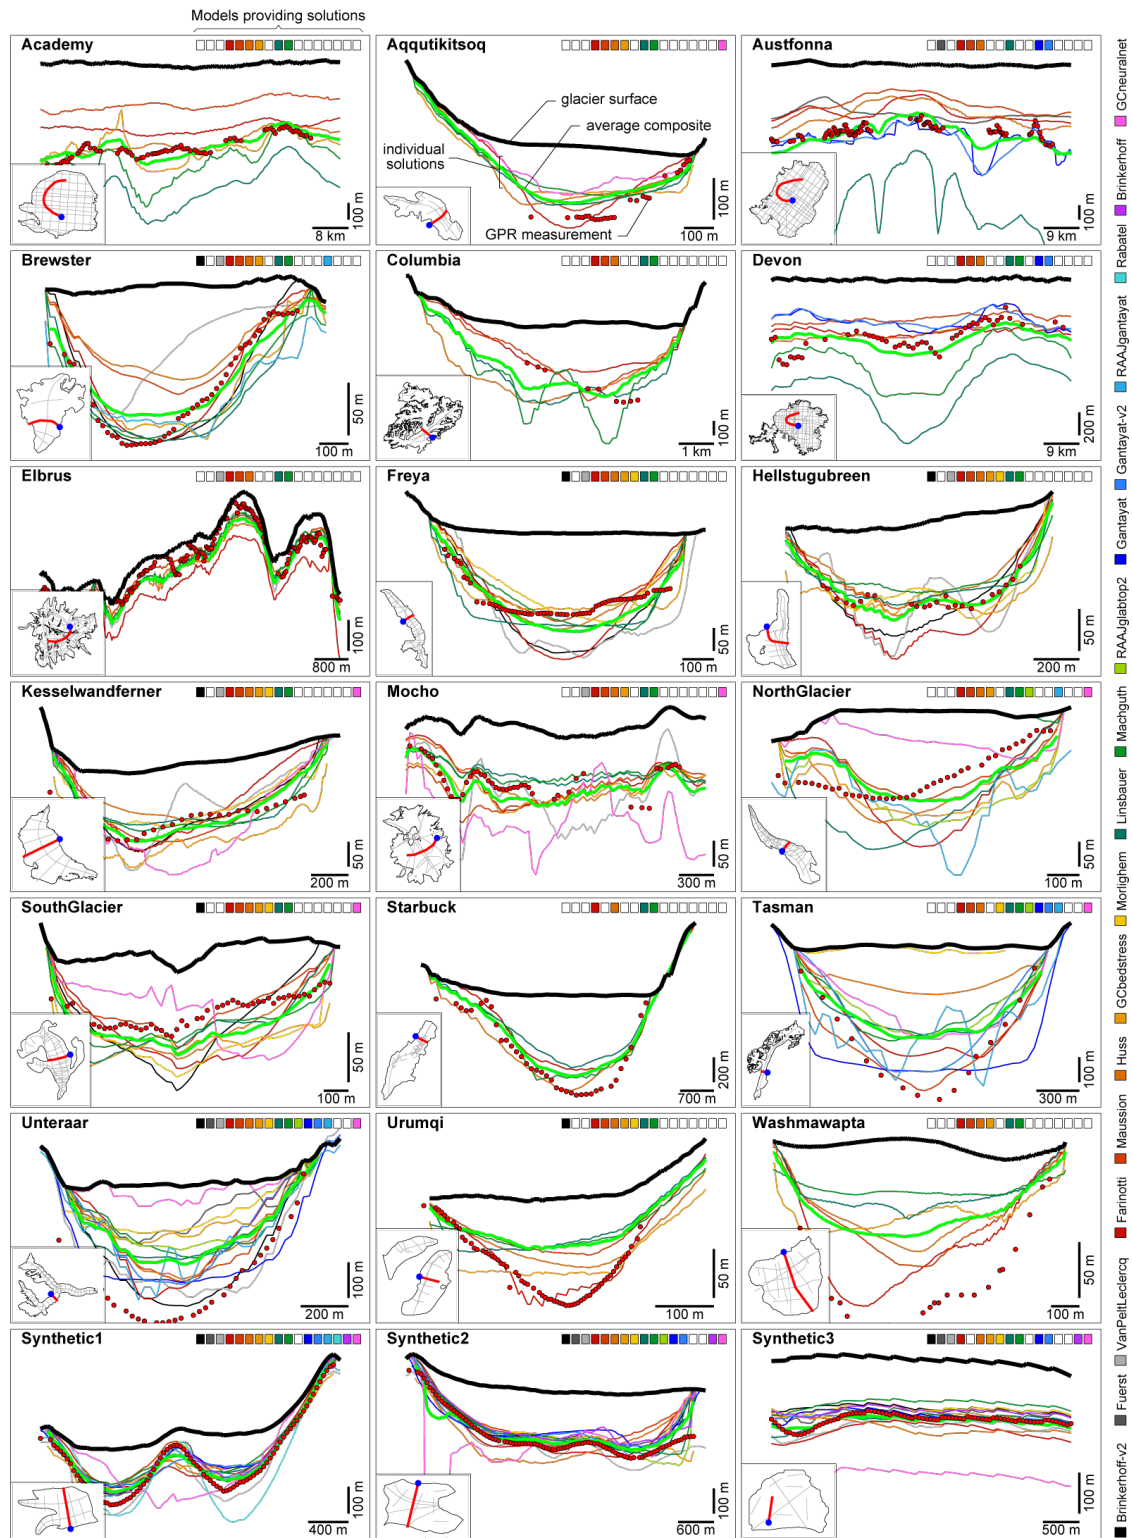 Models providing solutions
Academy
100 m
8 km
Aqqutikitsoq
glacier surface
average composite
individual
solutions
GPR measurement
100 m
100 m
Austfonna
100 m
9 km
Brewster
50 m
100 m
Columbia
100 m
1 km
Devon
200 m
9 km
Elbrus
100 m
800 m
Freya
50 m
100 m
Hellstugubreen
50 m
200 m
Kesselwandferner
50 m
200 m
Mocho
50 m
300 m
NorthGlacier
50 m
100 m
SouthGlacier
50 m
100 m
Starbuck
200 m
700 m
Tasman
100 m
300 m
Unteraar
100 m
200 m
Urumqi
50 m
100 m
Washmawapta
50 m
100 m
Synthetic1
100 m
400 m
Synthetic2
100 m
600 m
Synthetic3
100 m
500 m
Brinkerhoff-v2
Fuerst
VanPeltLeclercq
Farinotti
Maussion
Huss
GCbedstress
Morlighem
Linsbauer
Machguth
RAAJglabtop2
Gantayat
Gantayat-v2
RAAJgantayat
Rabatel
Brinkerhoff
GCneuralnet